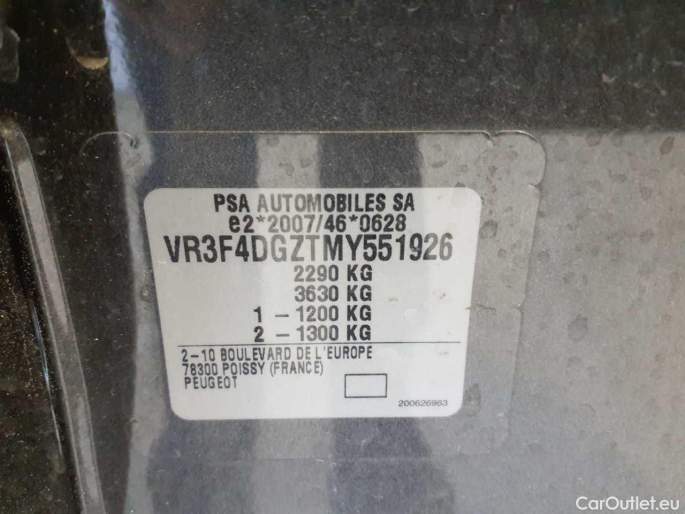 PSA AUTOMOBILES SA
e2*2007/46*0628
VR3F4DGZTMY551926
2290 KG
3630 KG
1 – 1200 KG
2 – 1300 KG
2–10 BOULEVARD DE L'EUROPE
78300 POISSY (FRANCE)
PEUGEOT
200626963
CarOutlet.eu